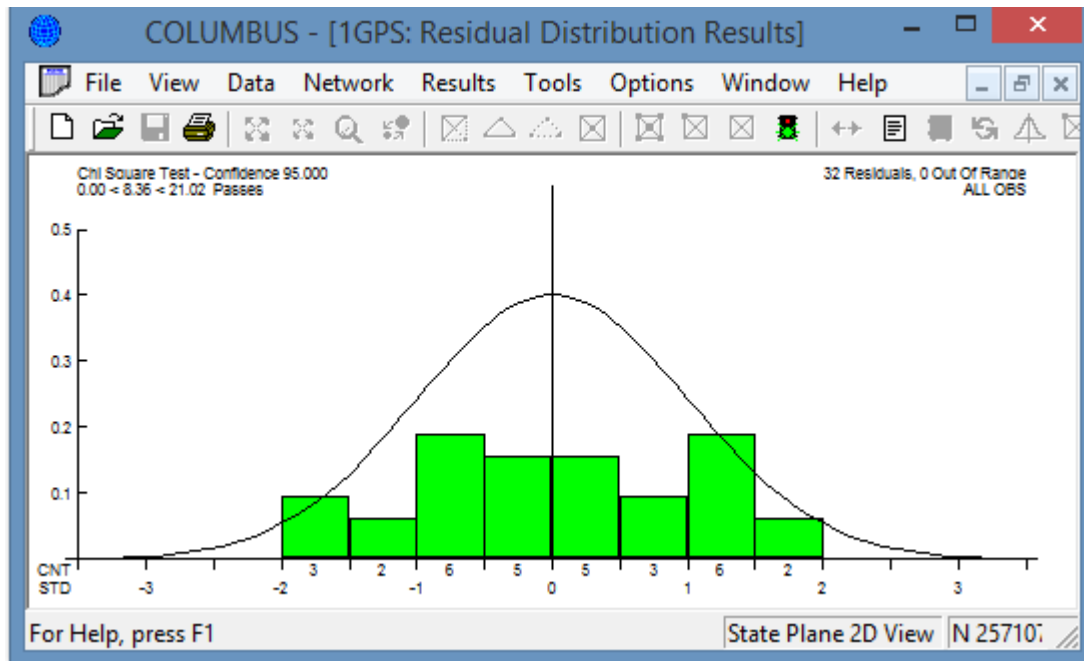 COLUMBUS - [1GPS: Residual Distribution Results]
File View Data Network Results Tools Options Window Help
Chi Square Test - Confidence 95.000
0.00 < 8.36 < 21.02 Passes
32 Residuals, 0 Out Of Range
ALL OBS
0.5
0.4
0.3
0.2
0.1
CNT 3 2 6 5 5 3 6 2
STD -3 -2 -1 0 1 2 3
For Help, press F1 State Plane 2D View